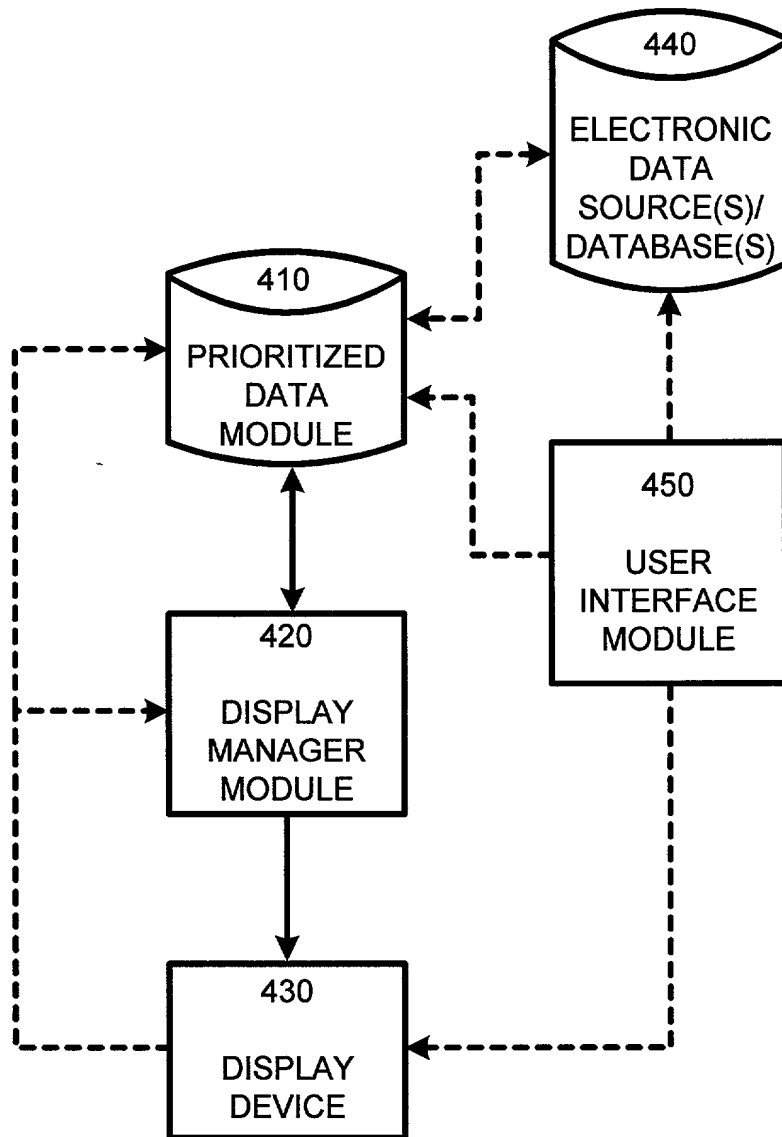 440
ELECTRONIC
DATA
SOURCE(S)/
DATABASE(S)
410
PRIORITIZED
DATA
MODULE
450
USER
INTERFACE
MODULE
420
DISPLAY
MANAGER
MODULE
430
DISPLAY
DEVICE